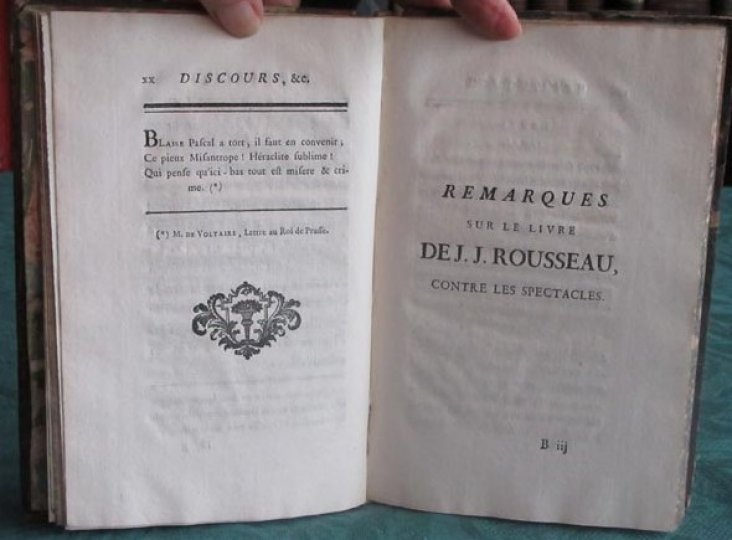 xx DISCOURS, &c.
BLAISE Pascal a tort, il faut en convenir;
Ce pieux Misantrope! Héraclite sublime!
Qui pense qu'ici-bas tout est misere & cri-
me. (*)
(*) M. DE VOLTAIRE, Lettre au Roi de Prusse.
REMARQUES
SUR LE LIVRE
DE J. J. ROUSSEAU,
CONTRE LES SPECTACLES.
B iij